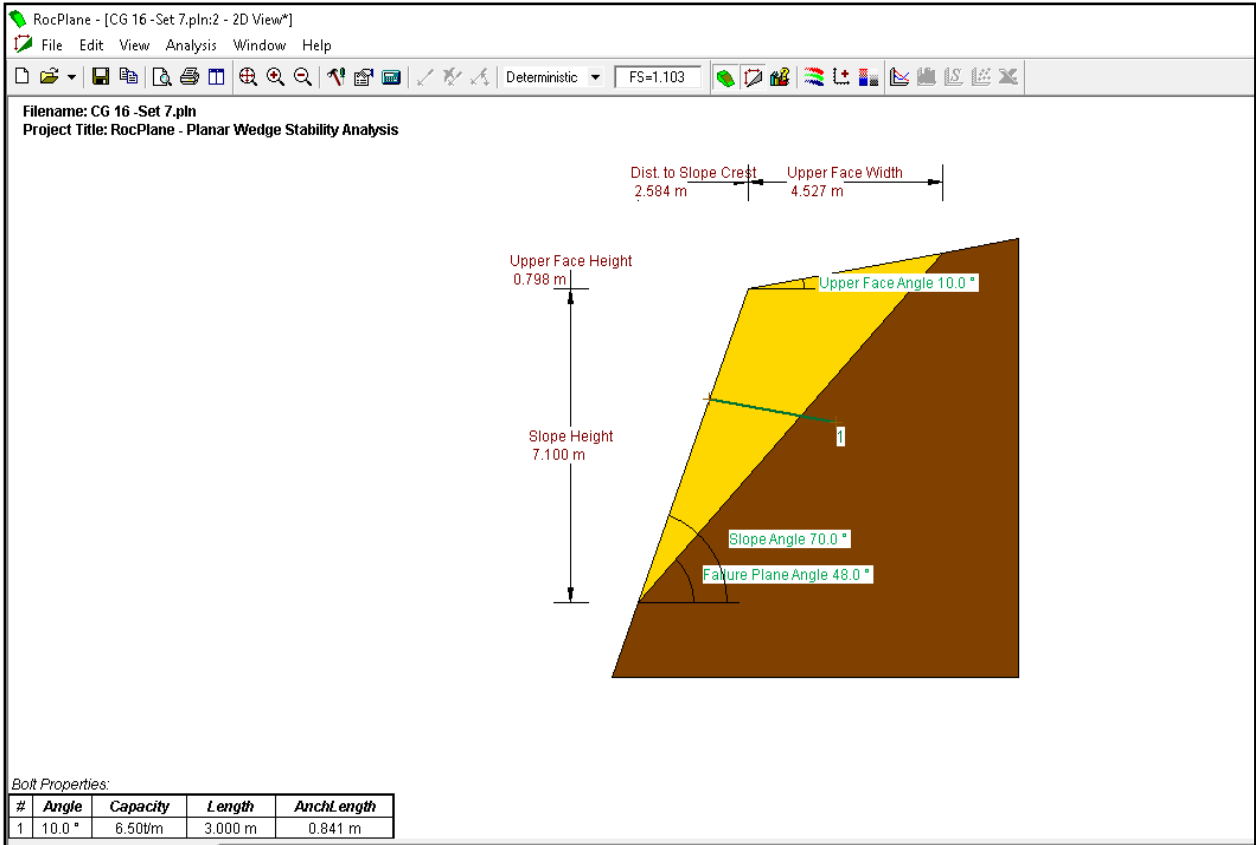 RocPlane - [CG 16 -Set 7.pln:2 - 2D View*]
File Edit View Analysis Window Help
Deterministic FS=1.103
Filename: CG 16 -Set 7.pln
Project Title: RocPlane - Planar Wedge Stability Analysis
Dist. to Slope Crest
2.584 m
Upper Face Width
4.527 m
Upper Face Height
0.798 m
Upper Face Angle 10.0 °
Slope Height
7.100 m
1
Slope Angle 70.0 °
Failure Plane Angle 48.0 °
Bolt Properties:
# Angle Capacity Length AnchLength
1 10.0 ° 6.50t/m 3.000 m 0.841 m